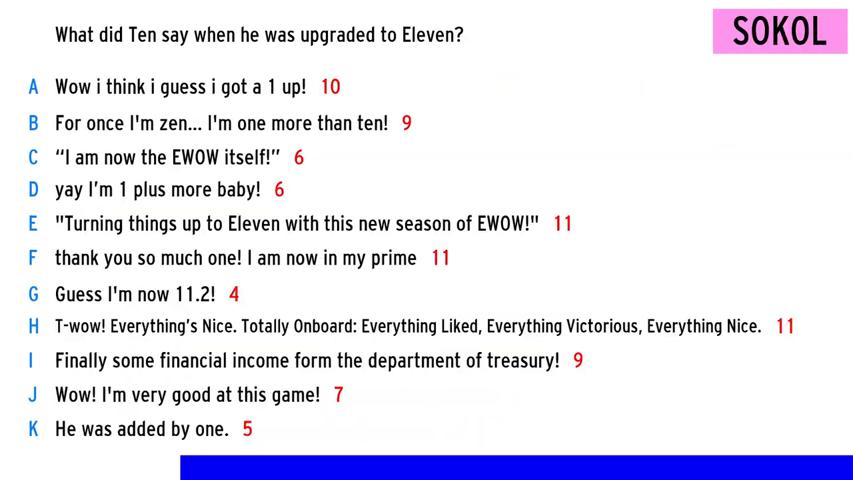 What did Ten say when he was upgraded to Eleven?
SOKOL
A Wow i think i guess i got a 1 up! 10
B For once I'm zen... I'm one more than ten! 9
C “I am now the EWOW itself!” 6
D yay I’m 1 plus more baby! 6
E "Turning things up to Eleven with this new season of EWOW!" 11
F thank you so much one! I am now in my prime 11
G Guess I'm now 11.2! 4
H T-wow! Everything’s Nice. Totally Onboard: Everything Liked, Everything Victorious, Everything Nice. 11
I Finally some financial income form the department of treasury! 9
J Wow! I'm very good at this game! 7
K He was added by one. 5